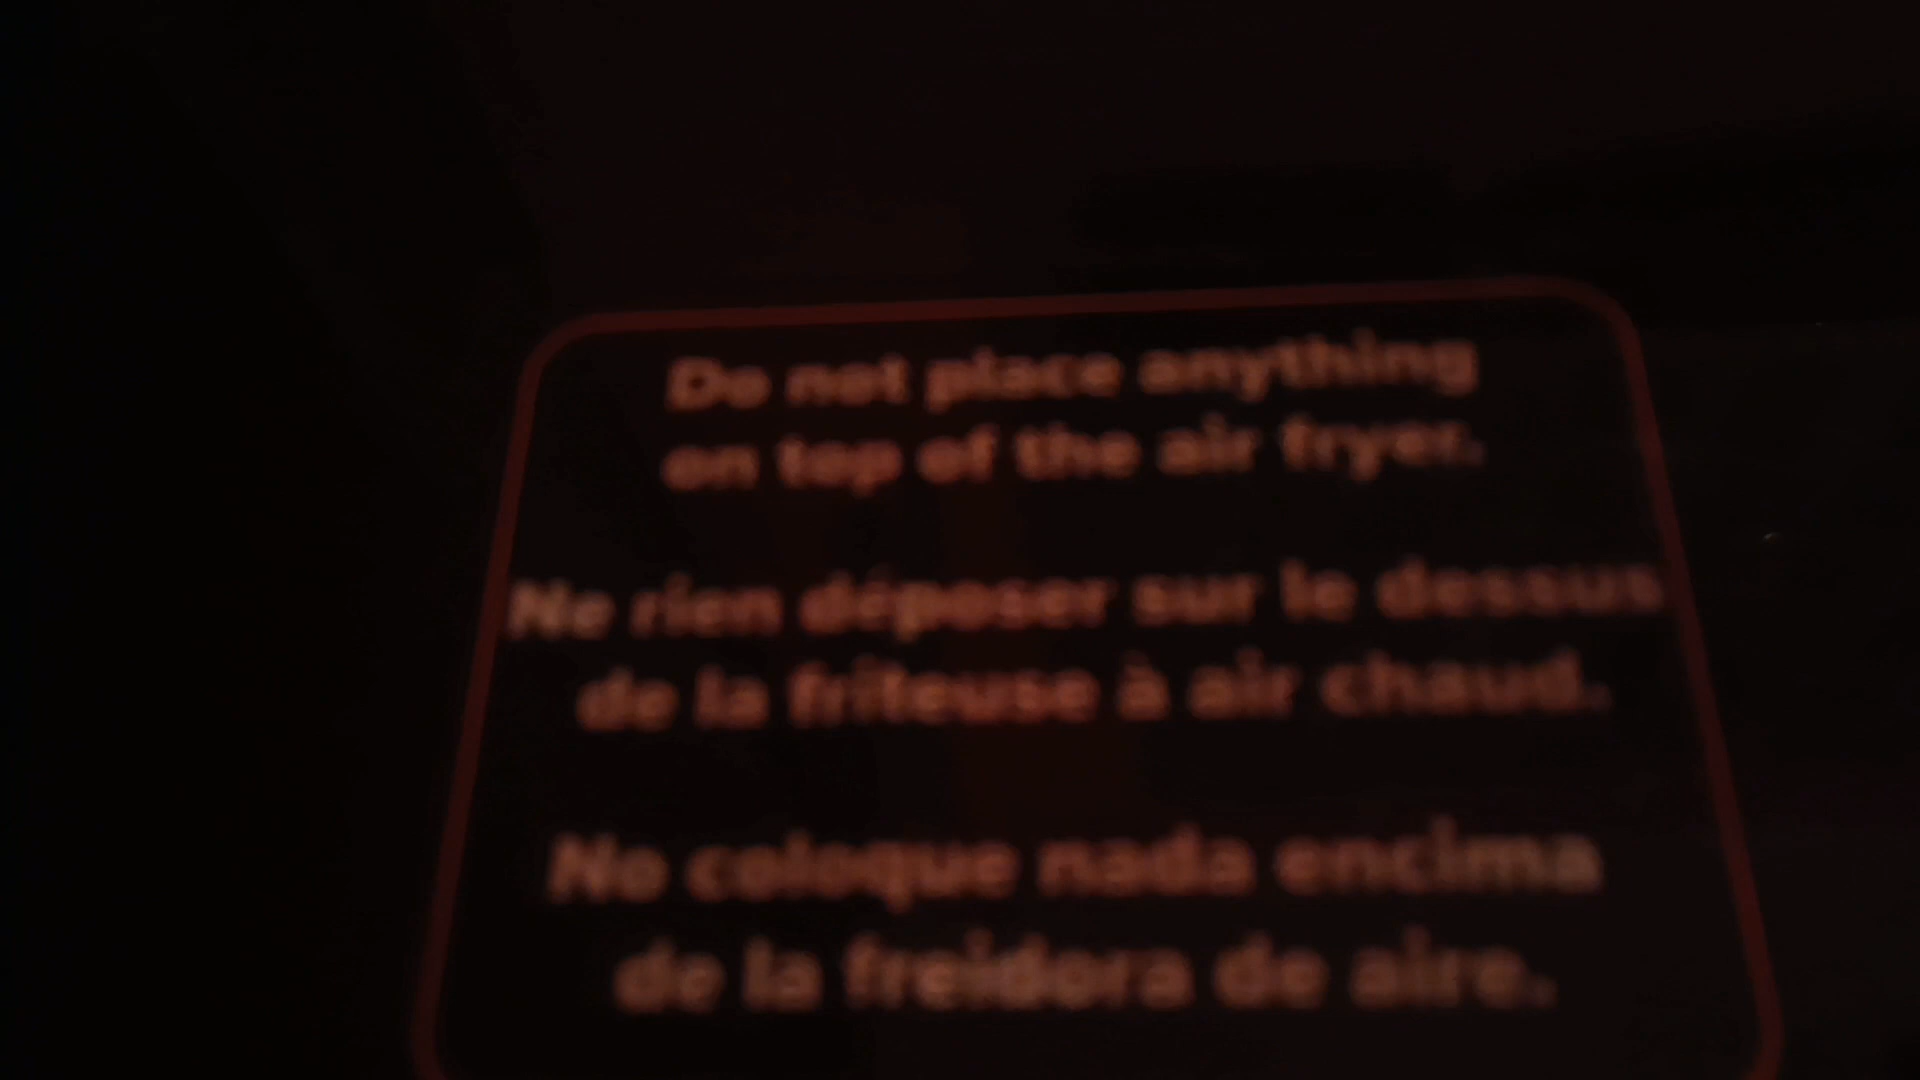 Do not place anything
on top of the air fryer.
Ne rien déposer sur le dessus
de la friteuse à air chaud.
No coloque nada encima
de la freidora de aire.